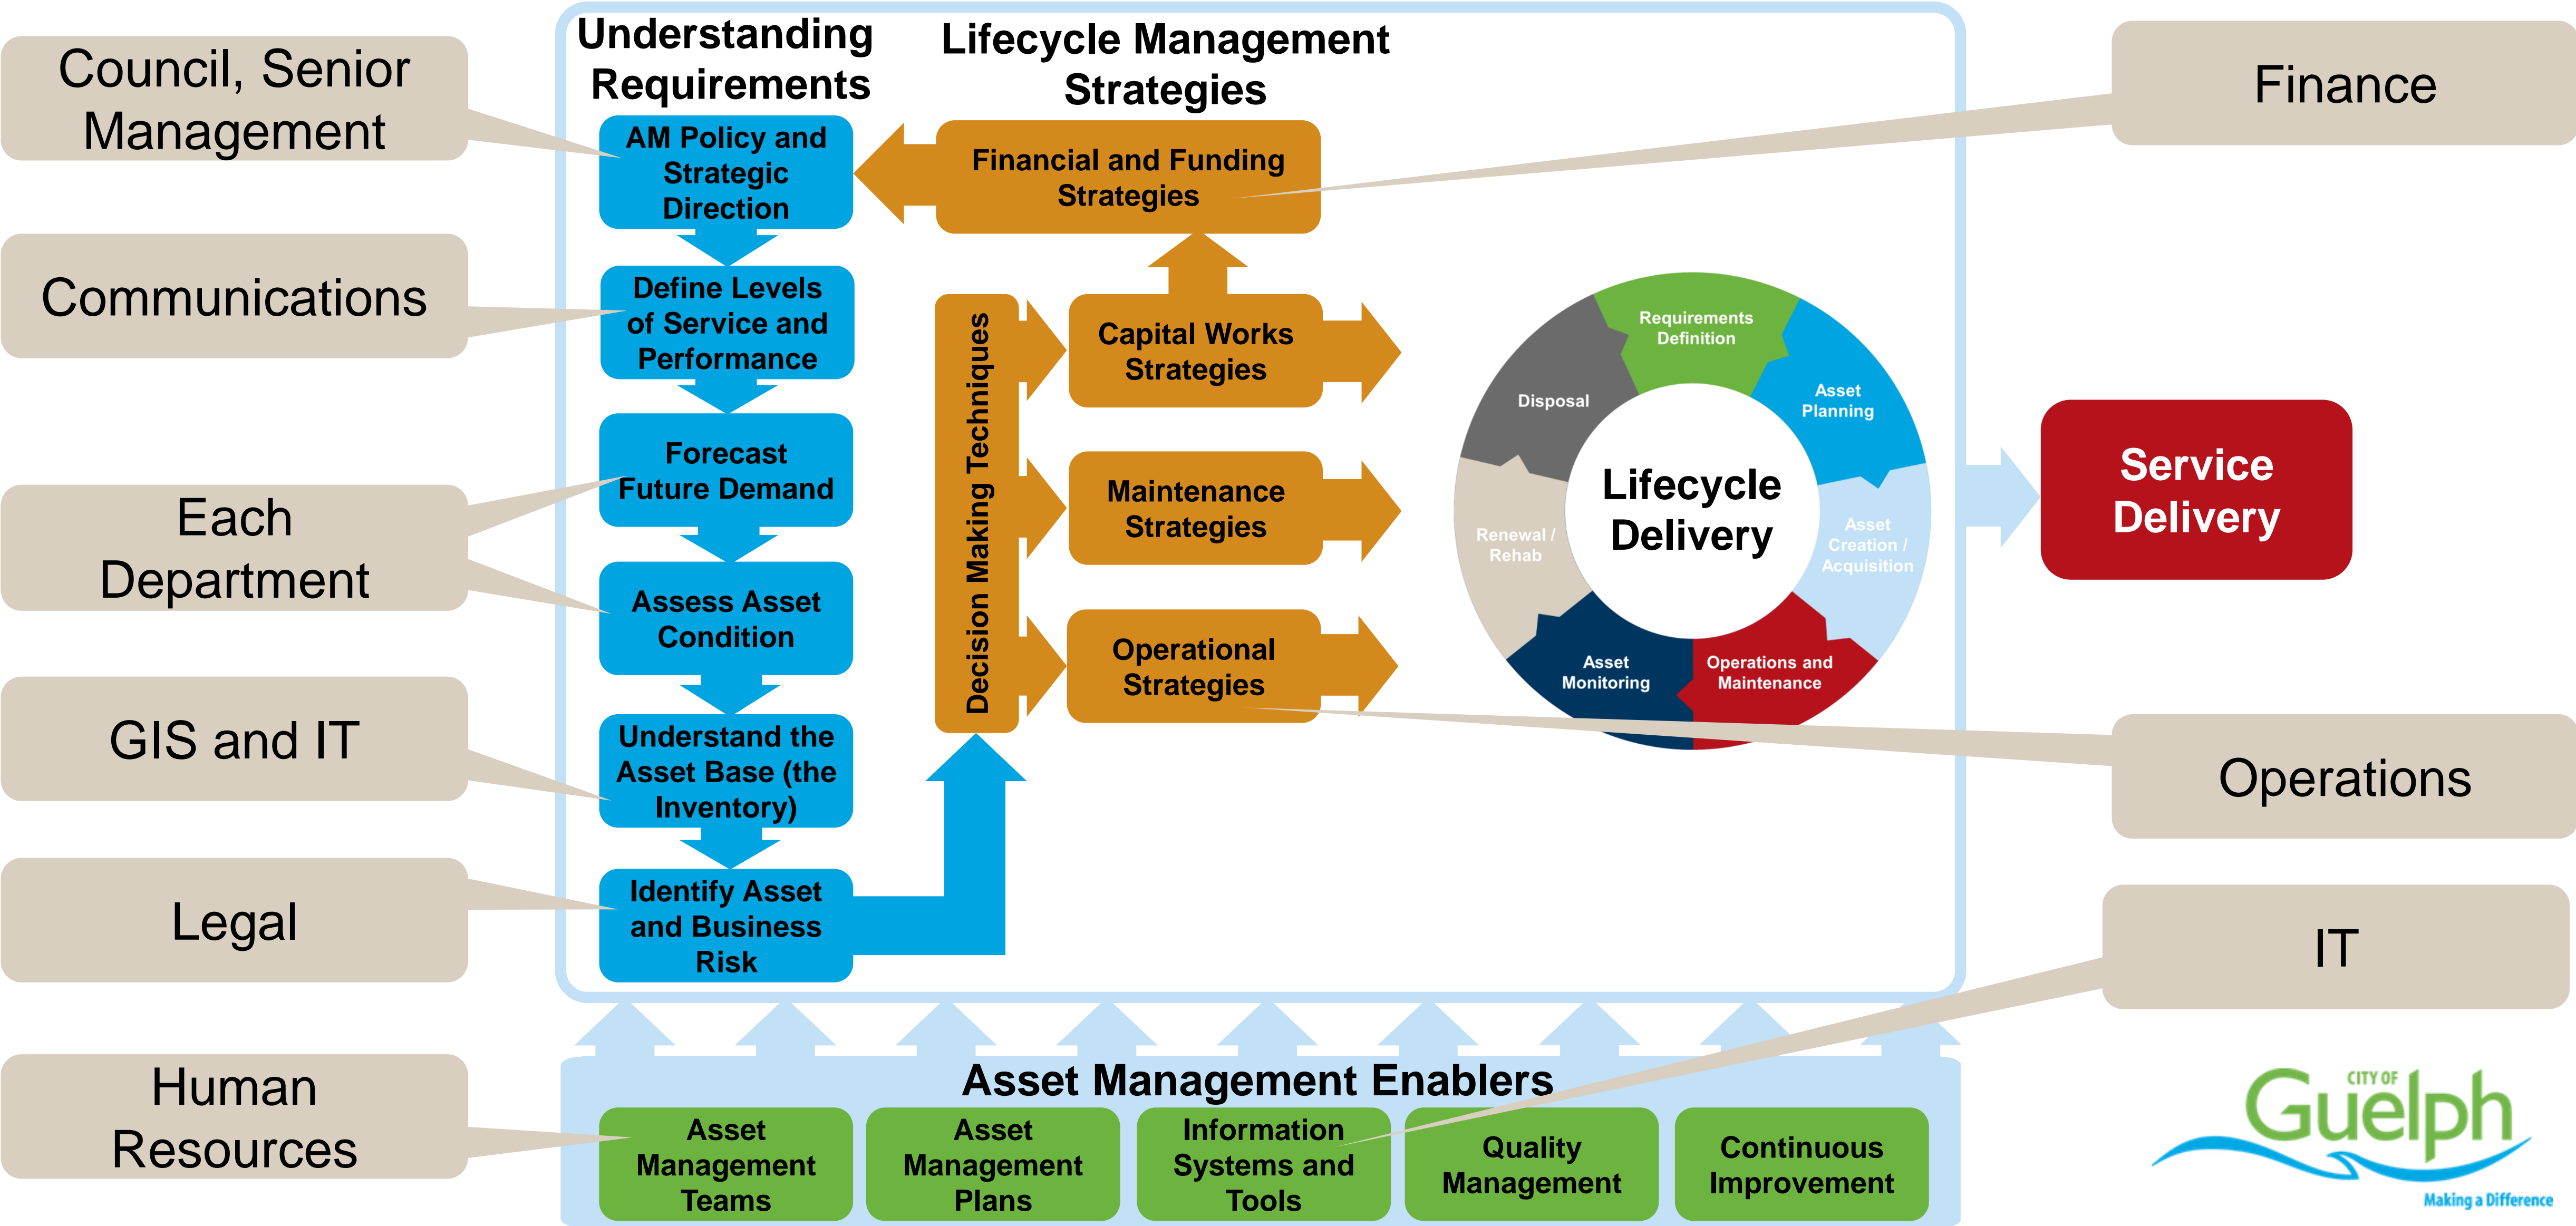 Council, Senior
Management
Communications
Each
Department
GIS and IT
Legal
Human
Resources
Understanding
Requirements
AM Policy and
Strategic
Direction
Define Levels
of Service and
Performance
Forecast
Future Demand
Assess Asset
Condition
Understand the
Asset Base (the
Inventory)
Identify Asset
and Business
Risk
Lifecycle Management
Strategies
Financial and Funding
Strategies
Decision Making Techniques
Capital Works
Strategies
Maintenance
Strategies
Operational
Strategies
Requirements
Definition
Asset
Planning
Asset
Creation /
Acquisition
Operations and
Maintenance
Asset
Monitoring
Renewal /
Rehab
Disposal
Lifecycle
Delivery
Service
Delivery
Finance
Operations
IT
Asset Management Enablers
Asset
Management
Teams
Asset
Management
Plans
Information
Systems and
Tools
Quality
Management
Continuous
Improvement
CITY OF
Guelph
Making a Difference